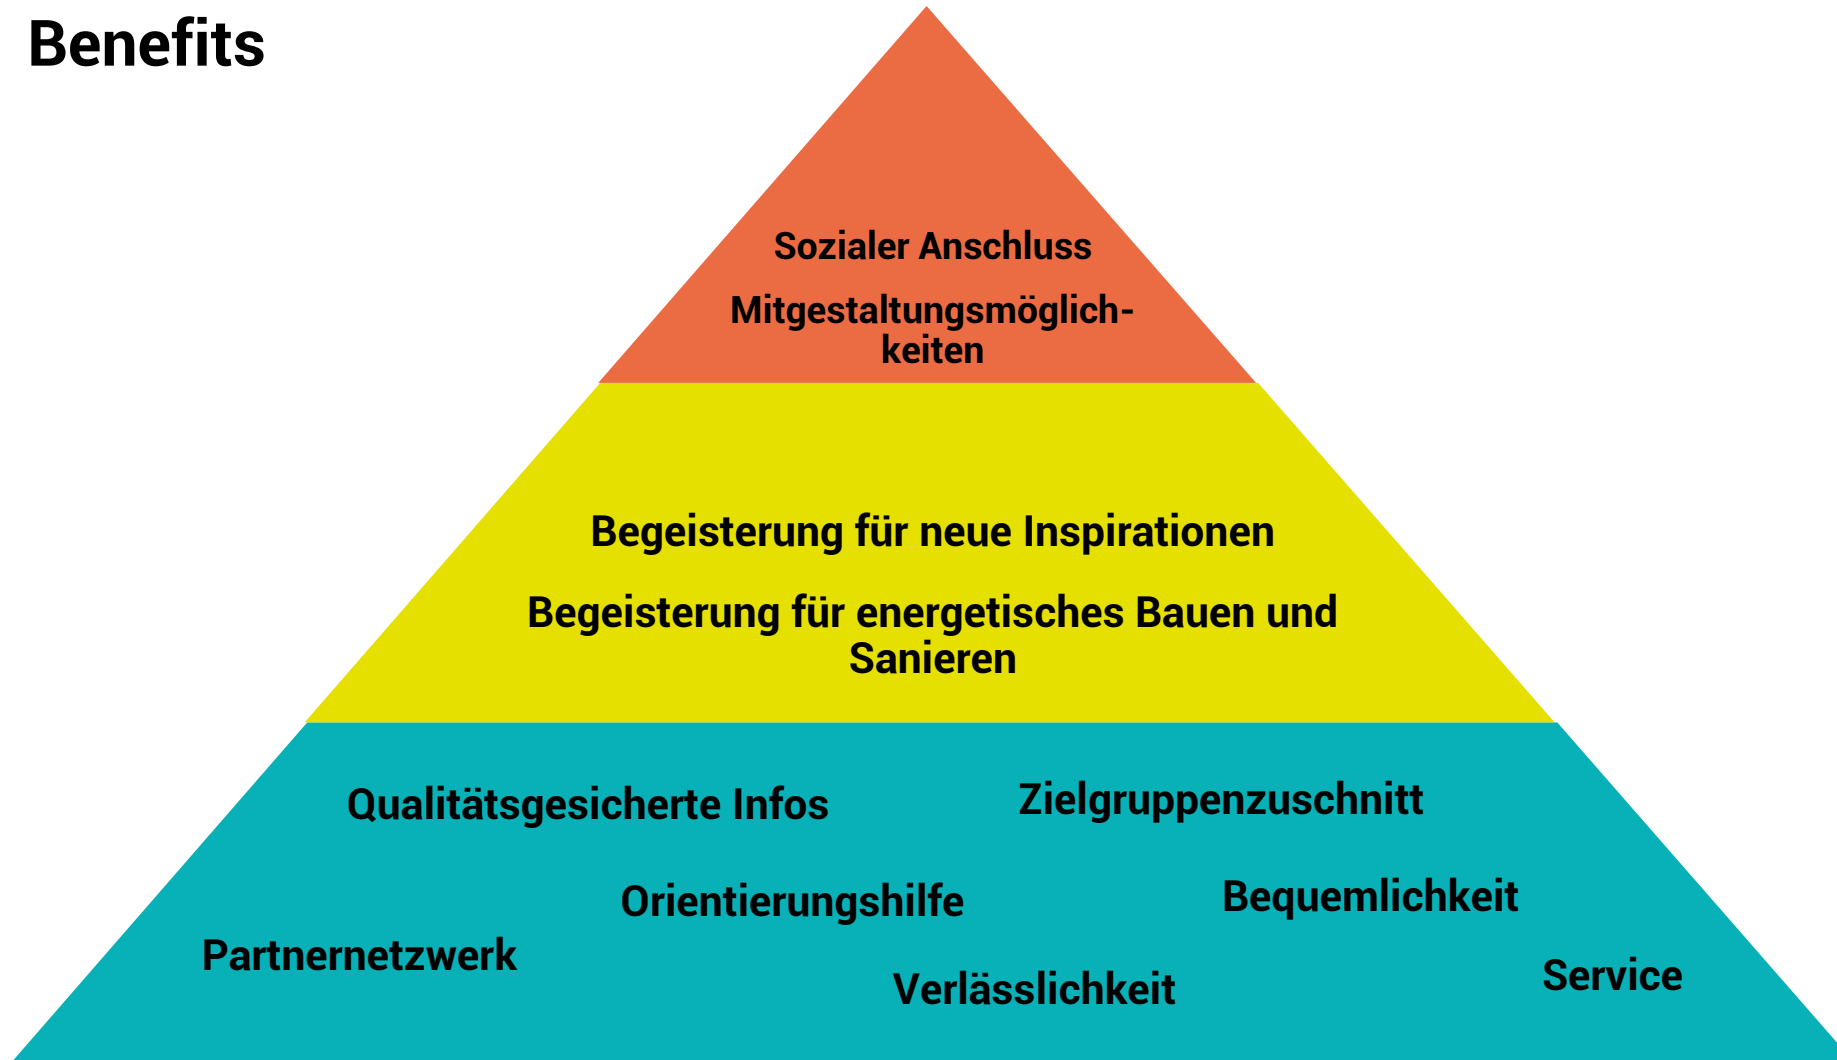 Benefits
Sozialer Anschluss
Mitgestaltungsmöglich-
keiten
Begeisterung für neue Inspirationen
Begeisterung für energetisches Bauen und
Sanieren
Qualitätsgesicherte Infos
Zielgruppenzuschnitt
Orientierungshilfe
Bequemlichkeit
Partnernetzwerk
Verlässlichkeit
Service